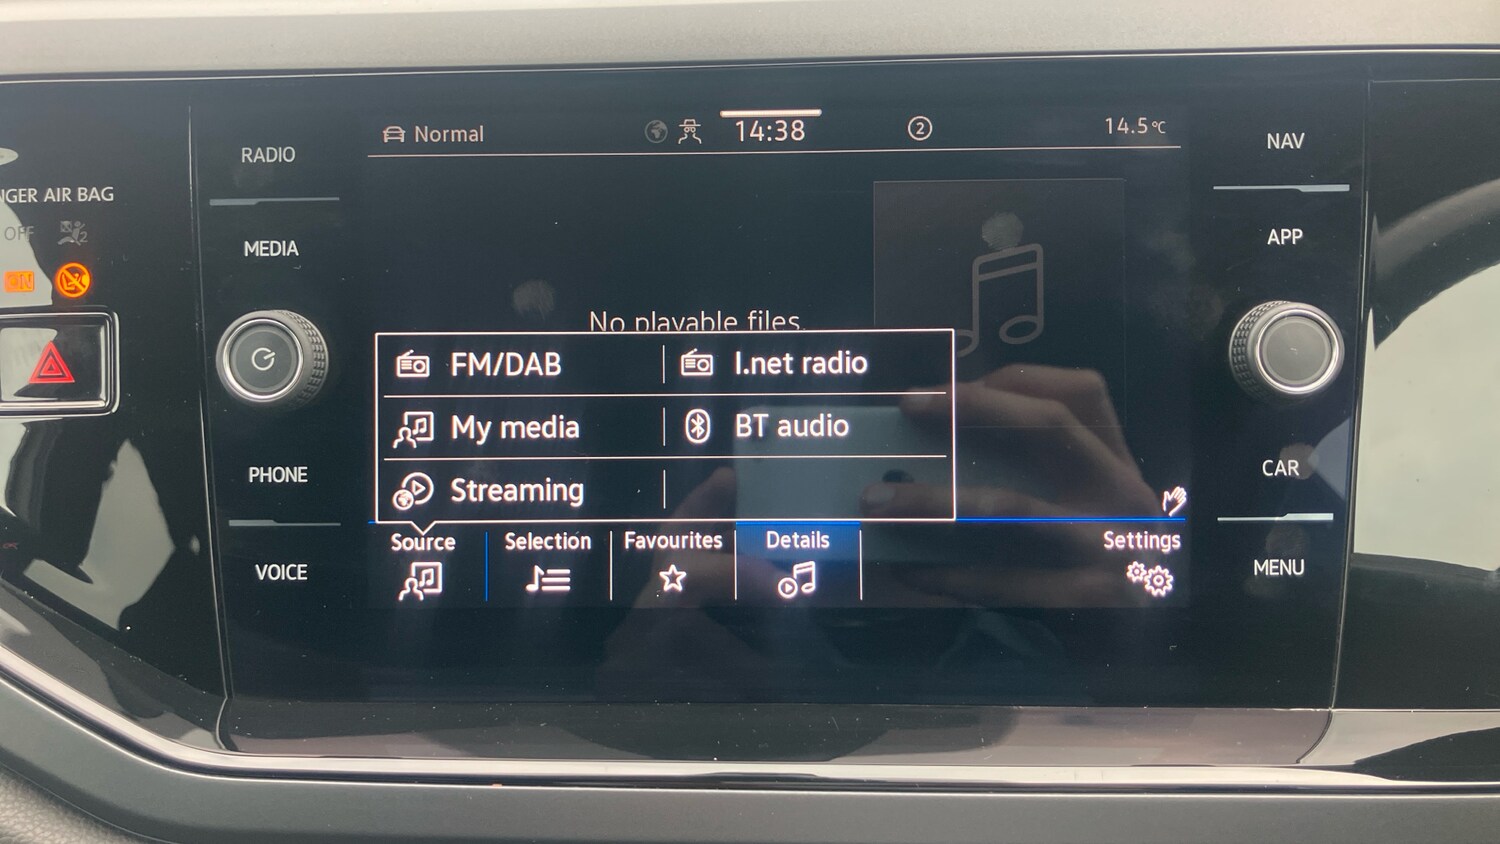 Normal
14:38
2
14.5°C
RADIO
MEDIA
PHONE
VOICE
AIR BAG
OFF
ON
No playable files.
FM/DAB
I.net radio
My media
BT audio
Streaming
Source
Selection
Favourites
Details
Settings
NAV
APP
CAR
MENU